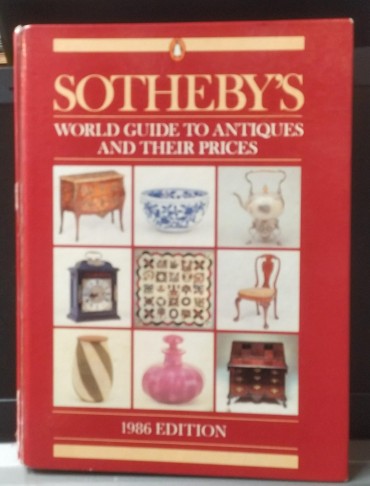 SOTHEBY'S
WORLD GUIDE TO ANTIQUES
AND THEIR PRICES
1986 EDITION